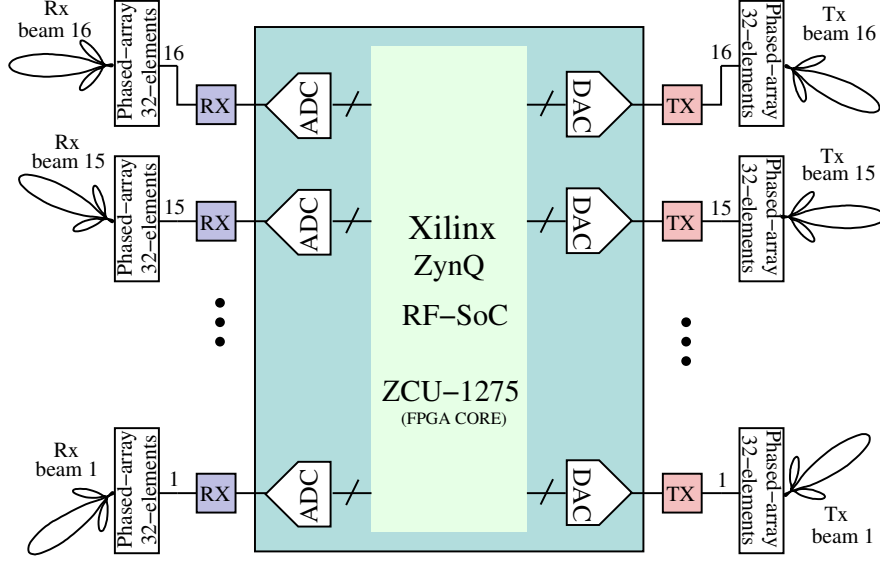 Rx
beam 16
Phased−array
32−elements
16
RX
ADC
DAC
TX
16
Phased−array
32−elements
Tx
beam 16
Rx
beam 15
Phased−array
32−elements
15
RX
ADC
DAC
TX
15
Phased−array
32−elements
Tx
beam 15
Xilinx
ZynQ
RF−SoC
ZCU−1275
(FPGA CORE)
Rx
beam 1
Phased−array
32−elements
1
RX
ADC
DAC
TX
1
Phased−array
32−elements
Tx
beam 1